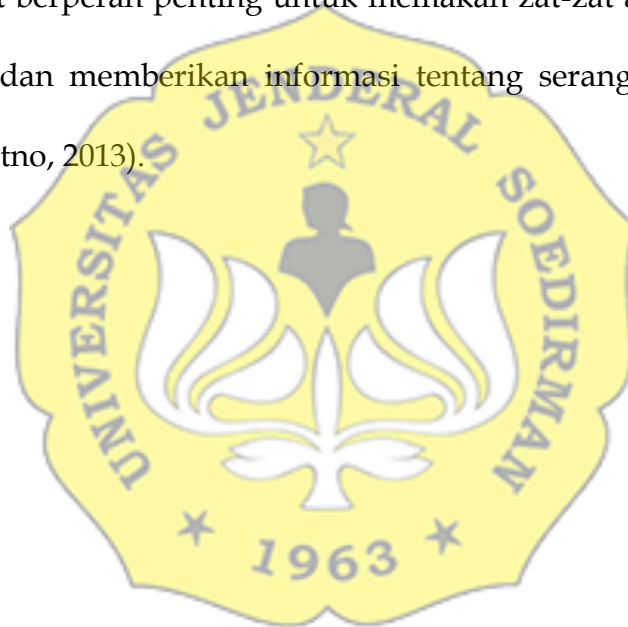 berperan penting untuk memakan zat-zat
dan memberikan informasi tentang serang
tno, 2013).
UNIVERSITAS JENDERAL SOEDIRMAN
1963